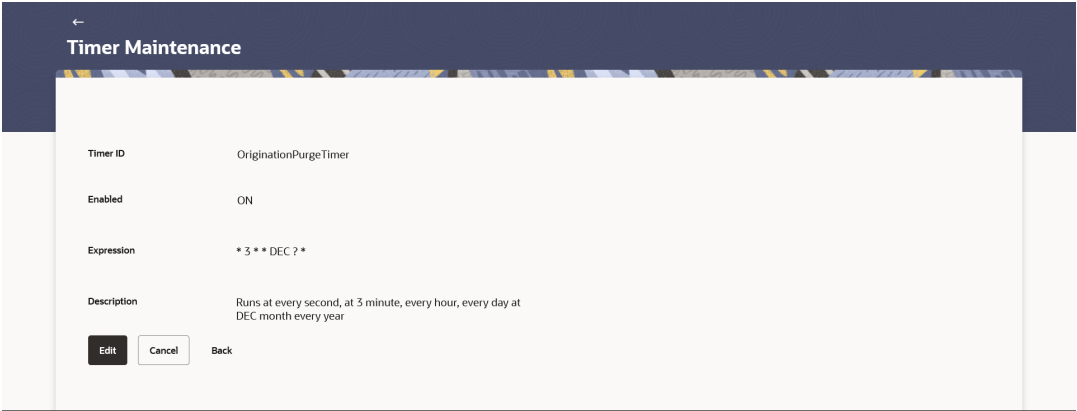 ←
Timer Maintenance
Timer ID OriginationPurgeTimer
Enabled ON
Expression * 3 * * DEC ? *
Description Runs at every second, at 3 minute, every hour, every day at
DEC month every year
Edit Cancel Back